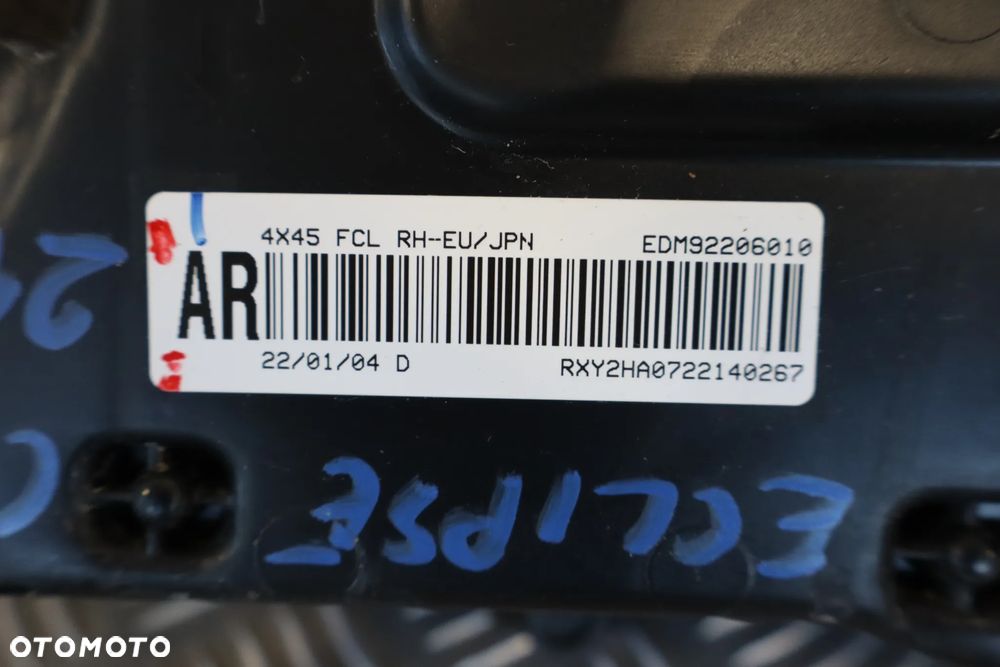 4X45 FCL RH-EU/JPN EDM92206010
AR
22/01/04 D RXY2HA0722140267
ECLIPSE
OTOMOTO